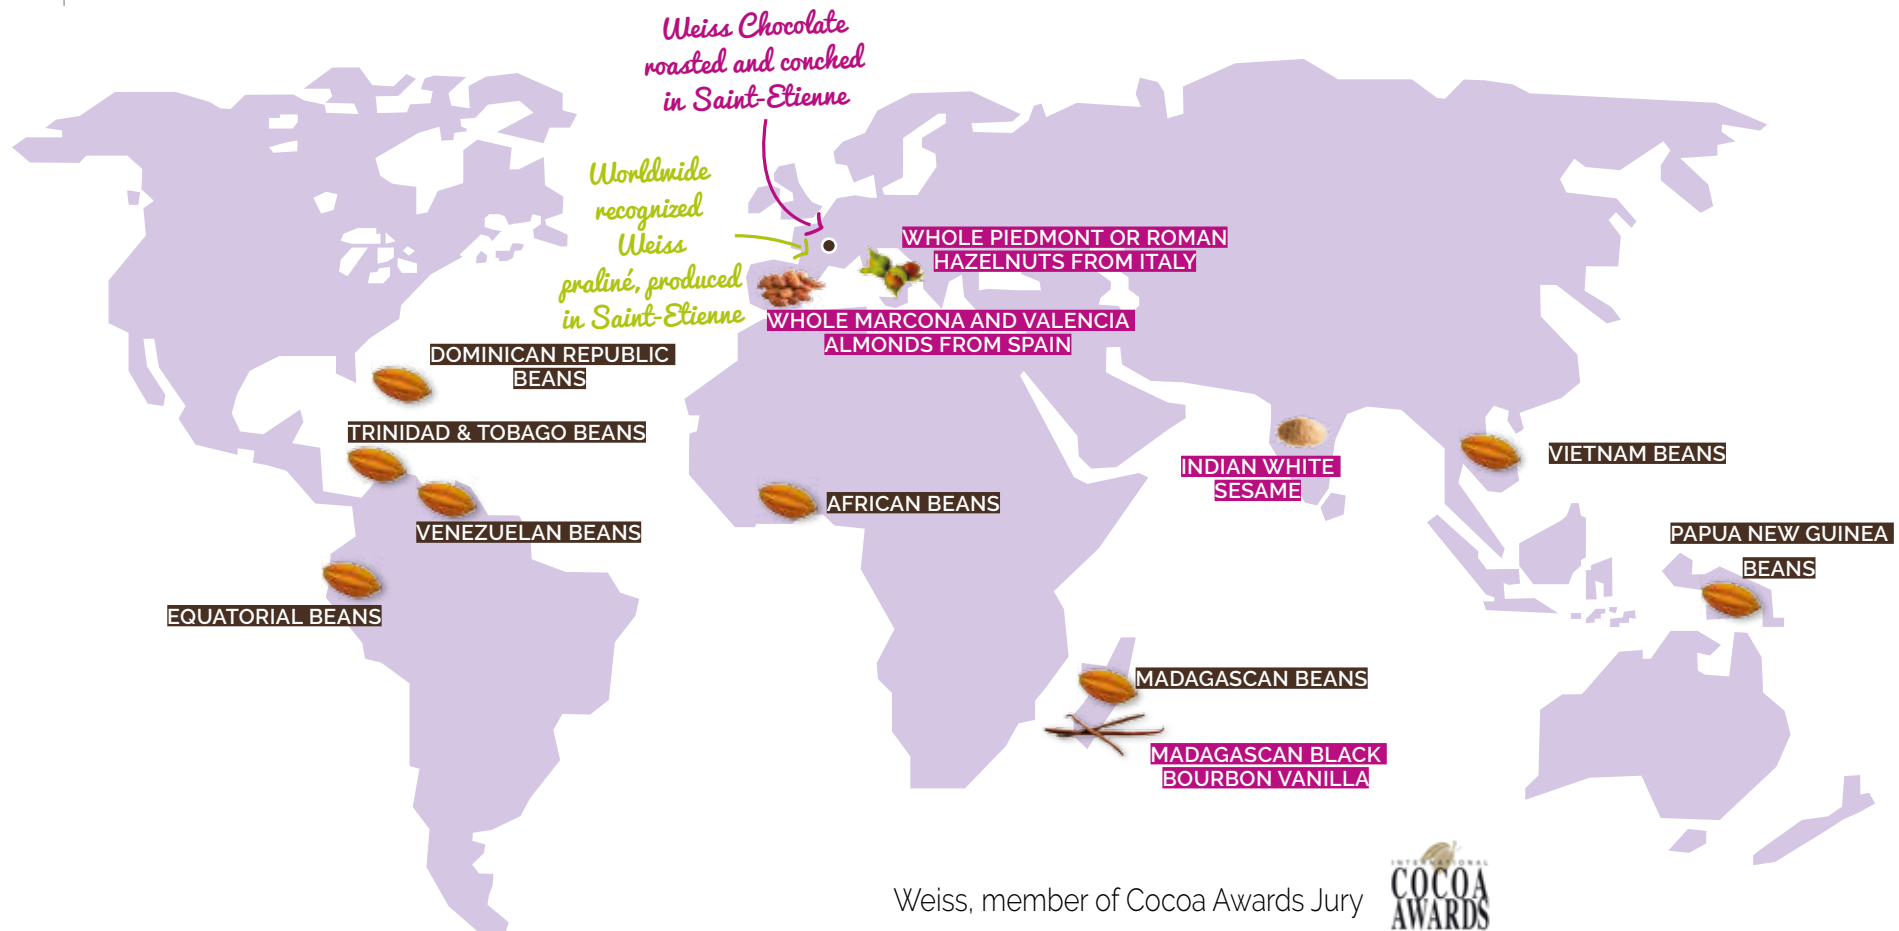 Weiss Chocolate
roasted and conched
in Saint-Etienne
Worldwide
recognized
Weiss
praliné, produced
in Saint-Etienne
WHOLE PIEDMONT OR ROMAN
HAZELNUTS FROM ITALY
WHOLE MARCONA AND VALENCIA
ALMONDS FROM SPAIN
DOMINICAN REPUBLIC
BEANS
TRINIDAD & TOBAGO BEANS
VENEZUELAN BEANS
EQUATORIAL BEANS
AFRICAN BEANS
INDIAN WHITE
SESAME
VIETNAM BEANS
PAPUA NEW GUINEA
BEANS
MADAGASCAN BEANS
MADAGASCAN BLACK
BOURBON VANILLA
Weiss, member of Cocoa Awards Jury
INTERNATIONAL
COCOA
AWARDS